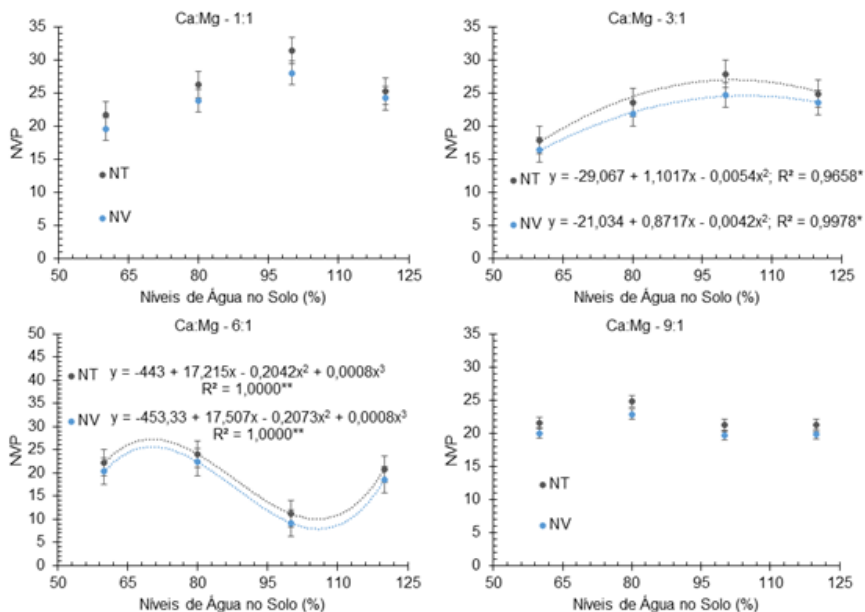 Ca:Mg - 1:1
35
30
25
20
15
10
5
0
NVP
NT
NV
50 65 80 95 110 125
Níveis de Água no Solo (%)
Ca:Mg - 3:1
35
30
25
20
15
10
5
0
NVP
NT y = -29,067 + 1,1017x - 0,0054x²; R² = 0,9658*
NV y = -21,034 + 0,8717x - 0,0042x²; R² = 0,9978*
50 65 80 95 110 125
Níveis de Água no Solo (%)
Ca:Mg - 6:1
50
45
40
35
30
25
20
15
10
5
0
NVP
NT y = -443 + 17,215x - 0,2042x² + 0,0008x³
R² = 1,0000**
NV y = -453,33 + 17,507x - 0,2073x² + 0,0008x³
R² = 1,0000**
50 65 80 95 110 125
Níveis de Água no Solo (%)
Ca:Mg - 9:1
35
30
25
20
15
10
5
0
NVP
NT
NV
50 65 80 95 110 125
Níveis de Água no Solo (%)